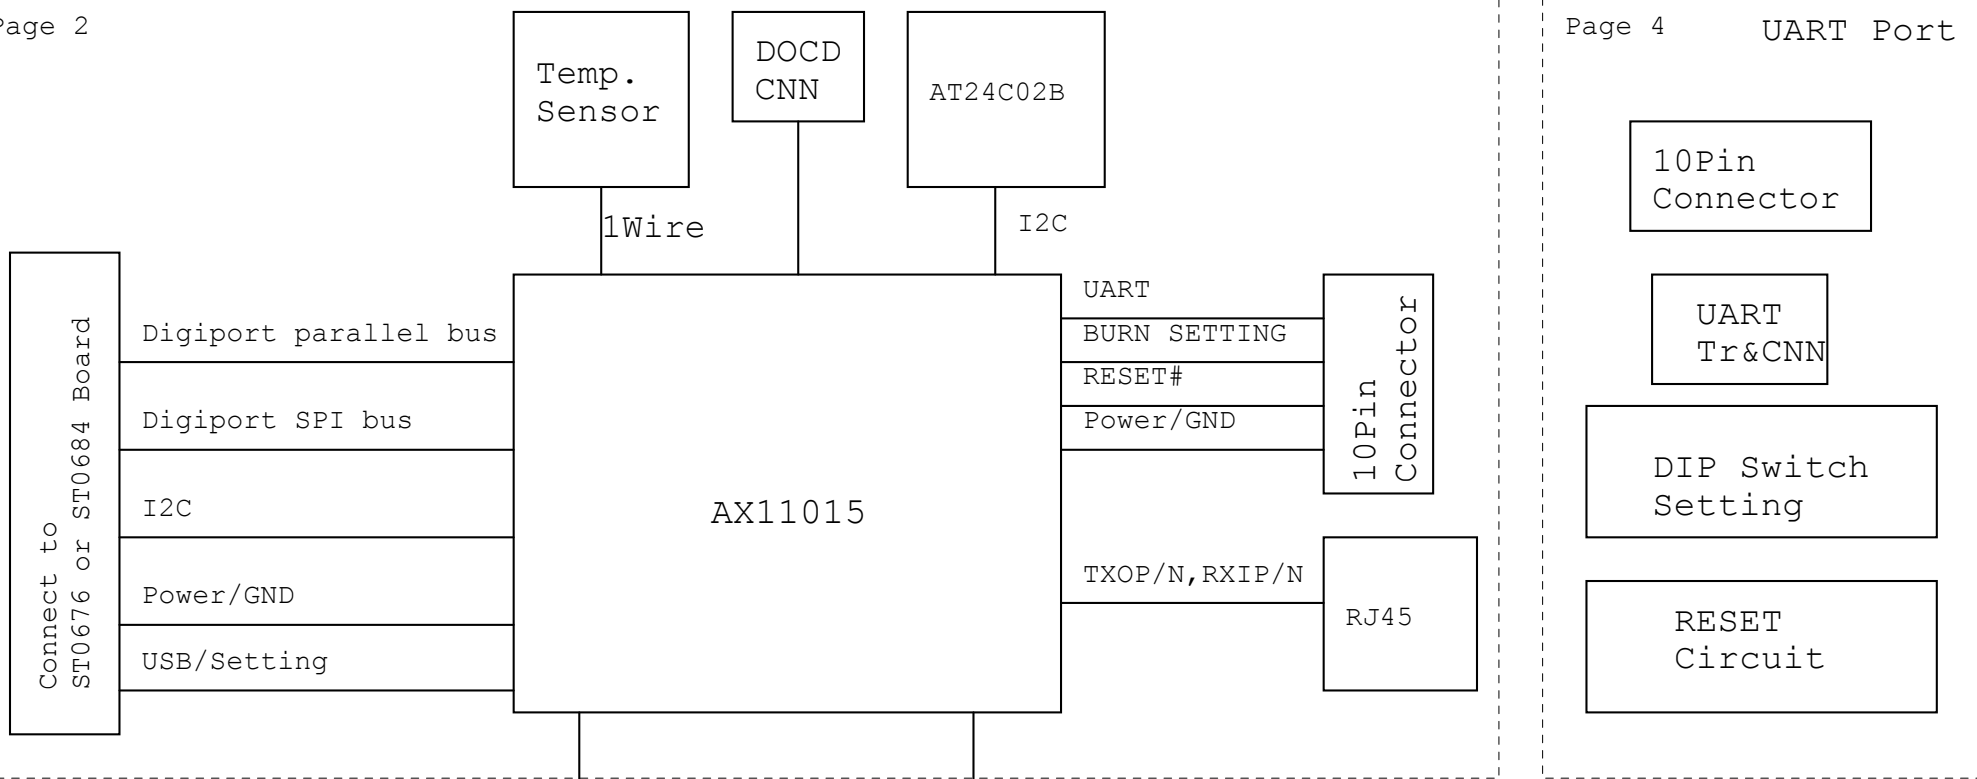 Page 2
Temp.
Sensor
DOCD
CNN
AT24C02B
1Wire
I2C
Connect to
ST0676 or ST0684 Board
Digiport parallel bus
Digiport SPI bus
I2C
Power/GND
USB/Setting
AX11015
UART
BURN SETTING
RESET#
Power/GND
10Pin
Connector
TXOP/N,RXIP/N
RJ45
Page 4
UART Port
10Pin
Connector
UART
Tr&CNN
DIP Switch
Setting
RESET
Circuit